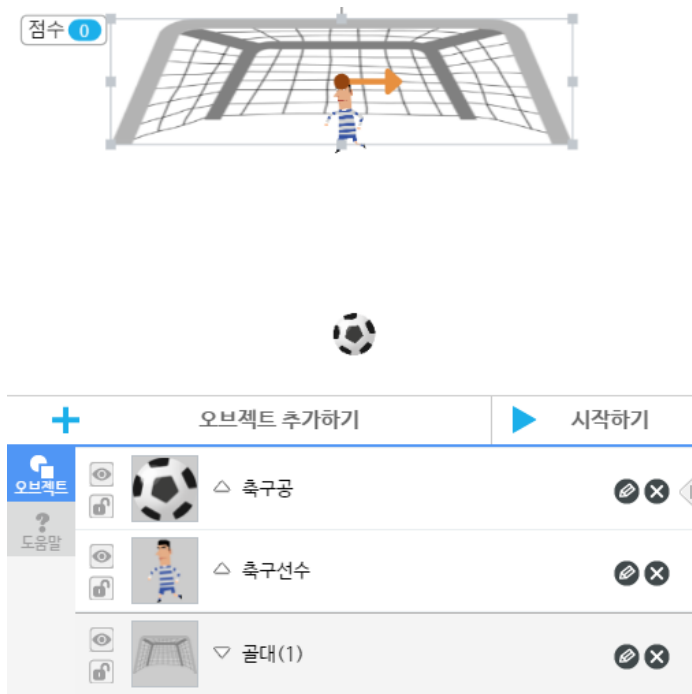 점수 0
오브젝트 추가하기
시작하기
오브젝트
축구공
?
도움말
축구선수
골대(1)